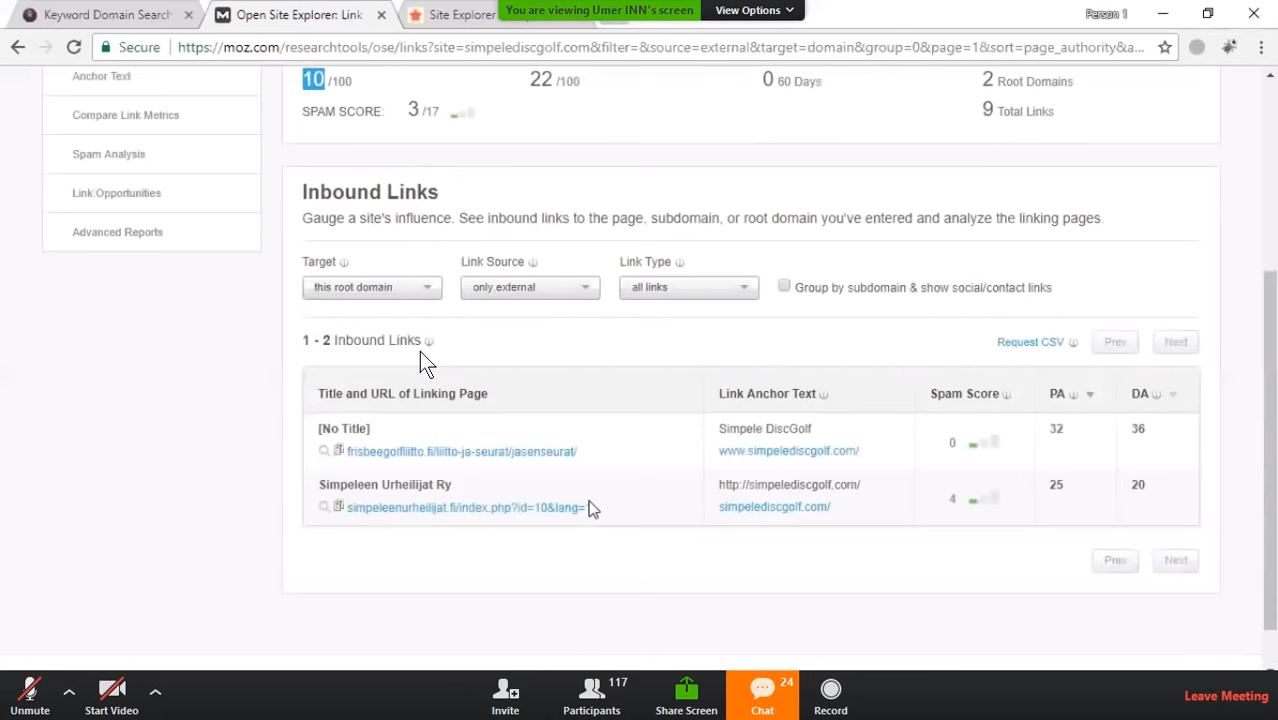 Keyword Domain Search
Open Site Explorer: Link
Site Explorer
You are viewing Umer INN's screen
View Options
Person 1
Secure
https://moz.com/researchtools/ose/links?site=simpelediscgolf.com&filter=&source=external&target=domain&group=0&page=1&sort=page_authority&a...
Anchor Text
Compare Link Metrics
Spam Analysis
Link Opportunities
Advanced Reports
10 /100
22 /100
0 60 Days
2 Root Domains
SPAM SCORE: 3 /17
9 Total Links
Inbound Links
Gauge a site's influence. See inbound links to the page, subdomain, or root domain you've entered and analyze the linking pages.
Target
Link Source
Link Type
this root domain
only external
all links
Group by subdomain & show social/contact links
1 - 2 Inbound Links
Request CSV
Prev
Next
Title and URL of Linking Page
Link Anchor Text
Spam Score
PA
DA
[No Title]
Simpele DiscGolf
32
36
frisbeegolfliitto.fi/liitto-ja-seurat/jasenseurat/
www.simpelediscgolf.com/
0
Simpeleen Urheilijat Ry
http://simpelediscgolf.com/
25
20
simpeleenurheilijat.fi/index.php?id=10&lang=
simpelediscgolf.com/
4
Prev
Next
117
24
Unmute
Start Video
Invite
Participants
Share Screen
Chat
Record
Leave Meeting